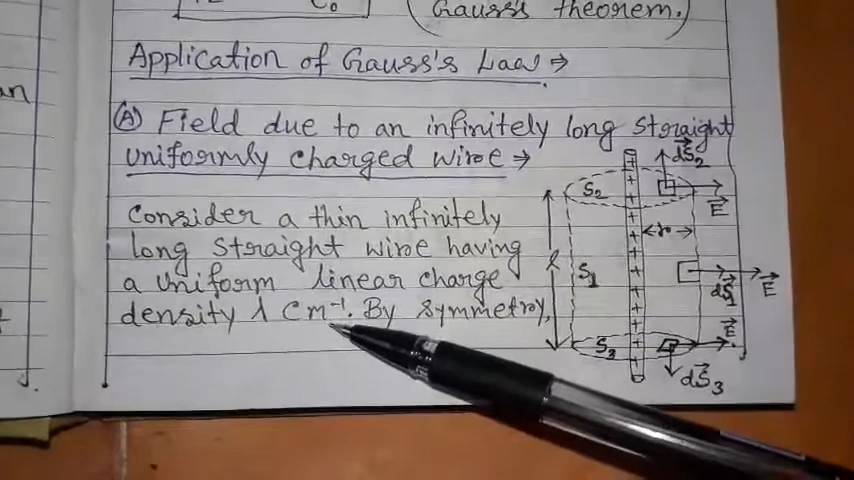 C₀ Gauss's theorem.)
Application of Gauss's Law ⇒
Ⓐ Field due to an infinitely long straight
uniformly charged wire ⇒
Consider a thin infinitely
long straight wire having
a uniform linear charge
density λ Cm⁻¹. By symmetry,
dS₂
S₂
E
r
l
S₁
dS₁ E
E
S₃
dS₃